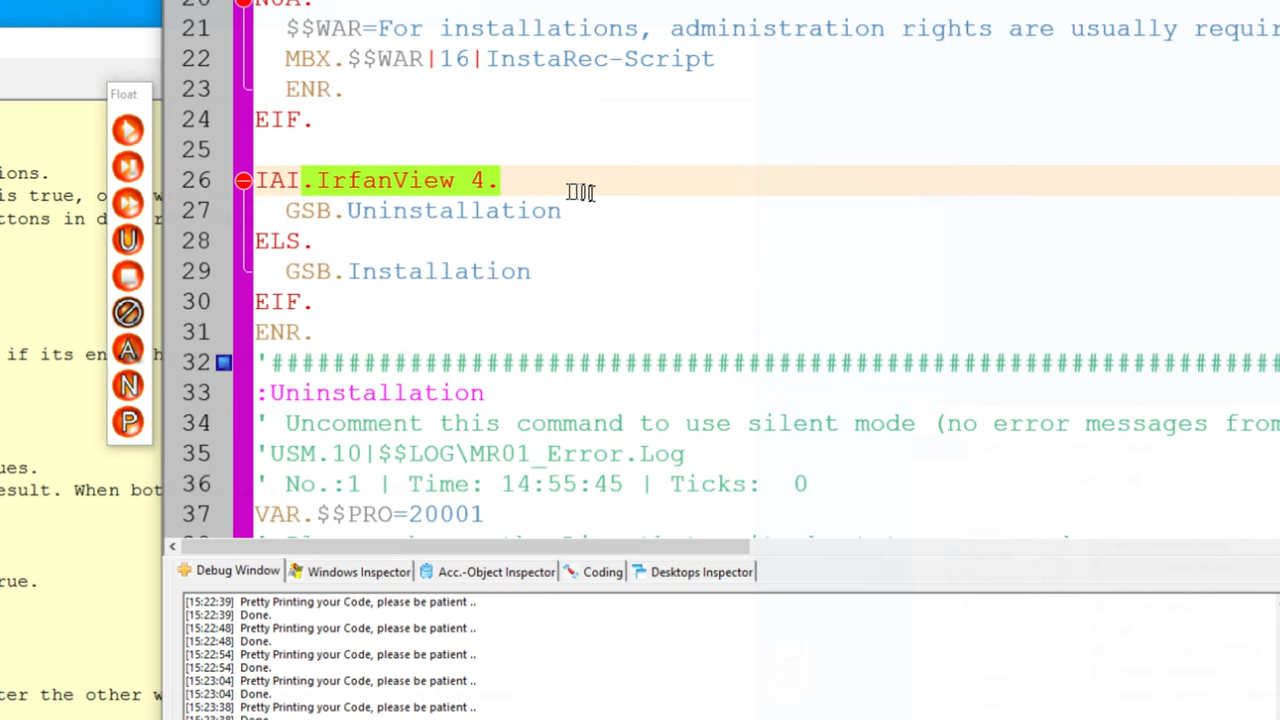 Float
U
A
N
P
ions.
is true, o
ttons in d
if its en
ues.
esult. When bot
rue.
ter the other w
20 NOA.
21 $$WAR=For installations, administration rights are usually requir
22 MBX.$$WAR|16|InstaRec-Script
23 ENR.
24 EIF.
25
26 IAI.IrfanView 4.
27 GSB.Uninstallation
28 ELS.
29 GSB.Installation
30 EIF.
31 ENR.
32 '####################################################################
33 :Uninstallation
34 ' Uncomment this command to use silent mode (no error messages from
35 'USM.10|$$LOG\MR01_Error.Log
36 ' No.:1 | Time: 14:55:45 | Ticks: 0
37 VAR.$$PRO=20001
Debug Window Windows Inspector Acc.-Object Inspector Coding Desktops Inspector
[15:22:39] Pretty Printing your Code, please be patient ..
[15:22:39] Done.
[15:22:48] Pretty Printing your Code, please be patient ..
[15:22:48] Done.
[15:22:54] Pretty Printing your Code, please be patient ..
[15:22:54] Done.
[15:23:04] Pretty Printing your Code, please be patient ..
[15:23:04] Done.
[15:23:38] Pretty Printing your Code, please be patient ..
[15:23:38] Done.